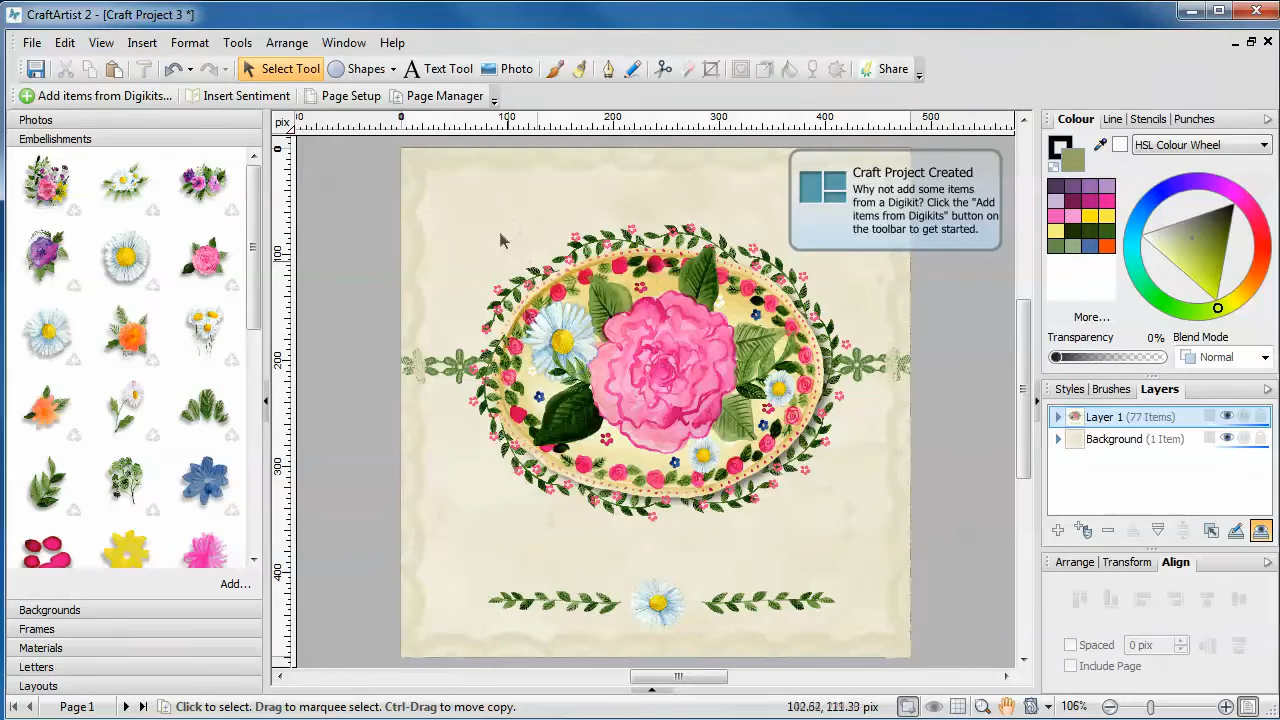 CraftArtist 2 - [Craft Project 3 *]
File Edit View Insert Format Tools Arrange Window Help
Select Tool Shapes Text Tool Photo Share
Add items from Digikits... Insert Sentiment Page Setup Page Manager
Photos
Embellishments
Add...
Backgrounds
Frames
Materials
Letters
Layouts
pix 0 0 100 200 300 400 500
0
100
200
300
400
Craft Project Created
Why not add some items
from a Digikit? Click the "Add
items from Digikits" button on
the toolbar to get started.
Colour Line Stencils Punches
HSL Colour Wheel
More...
Transparency 0% Blend Mode
Normal
Styles Brushes Layers
Layer 1 (77 Items)
Background (1 Item)
Arrange Transform Align
Spaced 0 pix
Include Page
Page 1 Click to select. Drag to marquee select. Ctrl-Drag to move copy. 102.62, 111.33 pix 106%